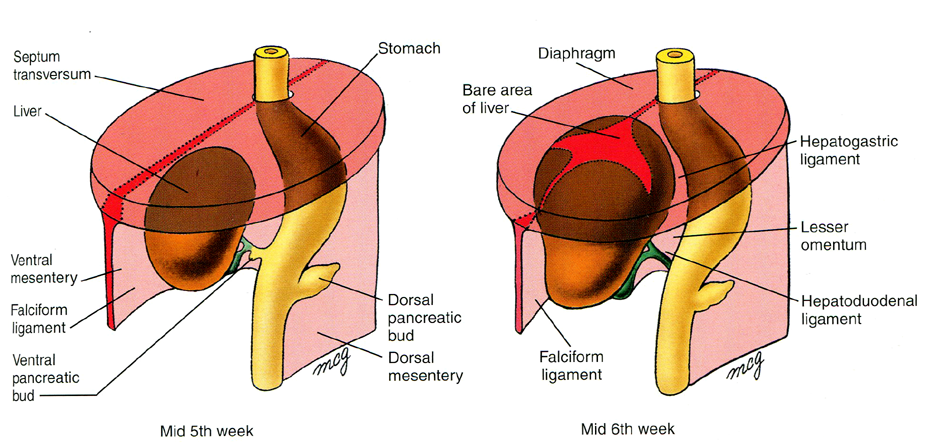 Septum
transversum
Liver
Stomach
Ventral
mesentery
Falciform
ligament
Ventral
pancreatic
bud
Dorsal
pancreatic
bud
Dorsal
mesentery
mcg
Mid 5th week
Diaphragm
Bare area
of liver
Hepatogastric
ligament
Lesser
omentum
Hepatoduodenal
ligament
Falciform
ligament
mcg
Mid 6th week